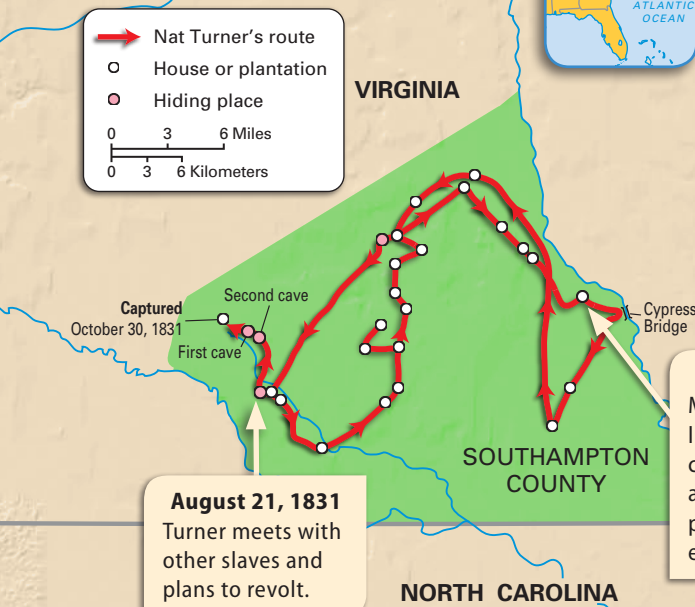 ATLANTIC
OCEAN
Nat Turner's route
House or plantation
Hiding place
0 3 6 Miles
0 3 6 Kilometers
VIRGINIA
Captured
October 30, 1831
Second cave
First cave
Cypress
Bridge
SOUTHAMPTON
COUNTY
August 21, 1831
Turner meets with
other slaves and
plans to revolt.
NORTH CAROLINA